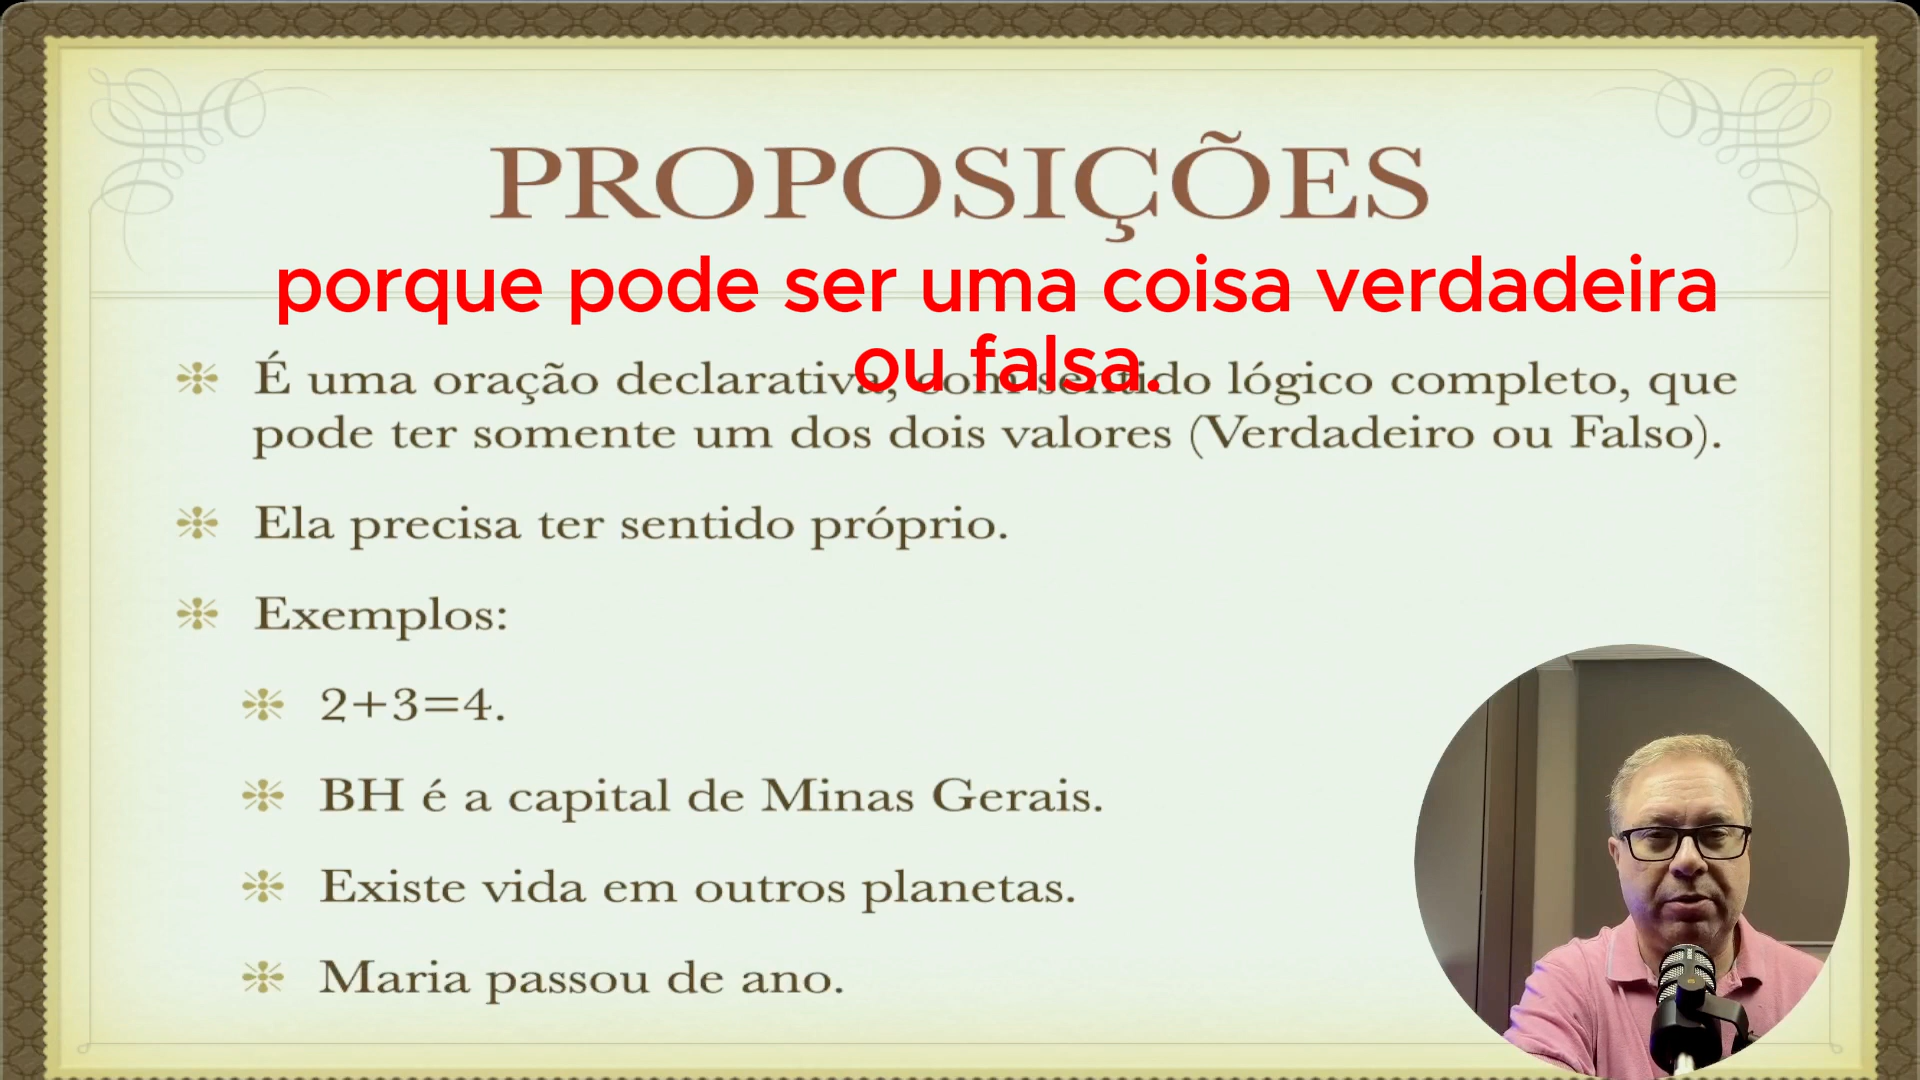 PROPOSIÇÕES
porque pode ser uma coisa verdadeira
ou falsa.
É uma oração declarativa, com sentido lógico completo, que
pode ter somente um dos dois valores (Verdadeiro ou Falso).
Ela precisa ter sentido próprio.
Exemplos:
2+3=4.
BH é a capital de Minas Gerais.
Existe vida em outros planetas.
Maria passou de ano.